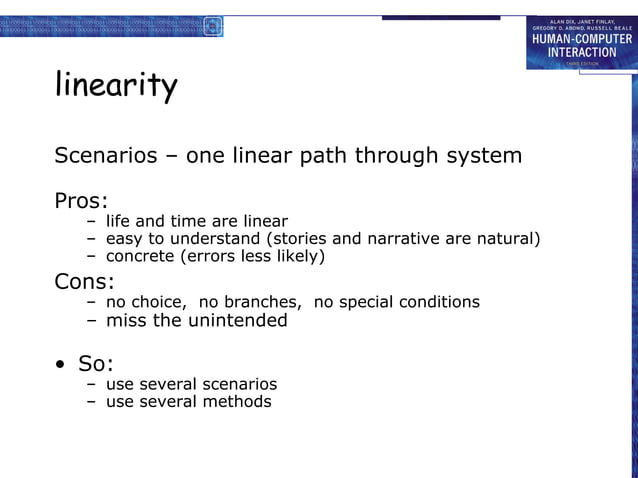 ALAN DIX, JANET FINLAY,
GREGORY D. ABOWD, RUSSELL BEALE
HUMAN-COMPUTER
INTERACTION
THIRD EDITION
linearity
Scenarios – one linear path through system
Pros:
– life and time are linear
– easy to understand (stories and narrative are natural)
– concrete (errors less likely)
Cons:
– no choice, no branches, no special conditions
– miss the unintended
• So:
– use several scenarios
– use several methods